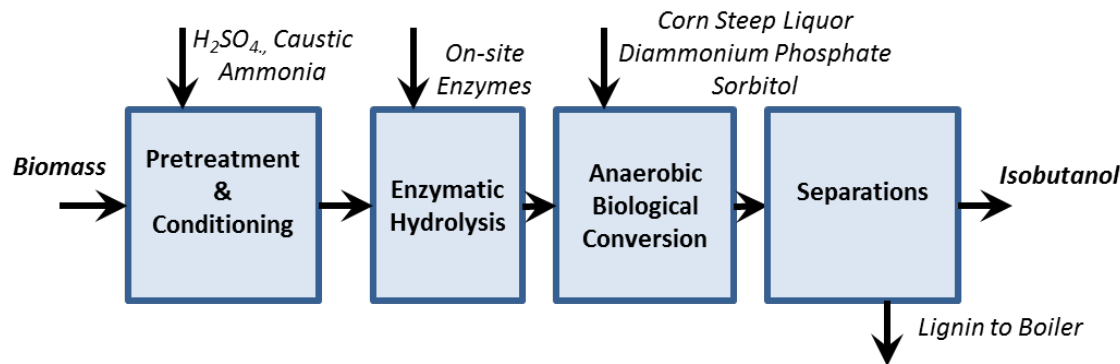 H2SO4., Caustic
Ammonia
On-site
Enzymes
Corn Steep Liquor
Diammonium Phosphate
Sorbitol
Biomass
Pretreatment
&
Conditioning
Enzymatic
Hydrolysis
Anaerobic
Biological
Conversion
Separations
Isobutanol
Lignin to Boiler